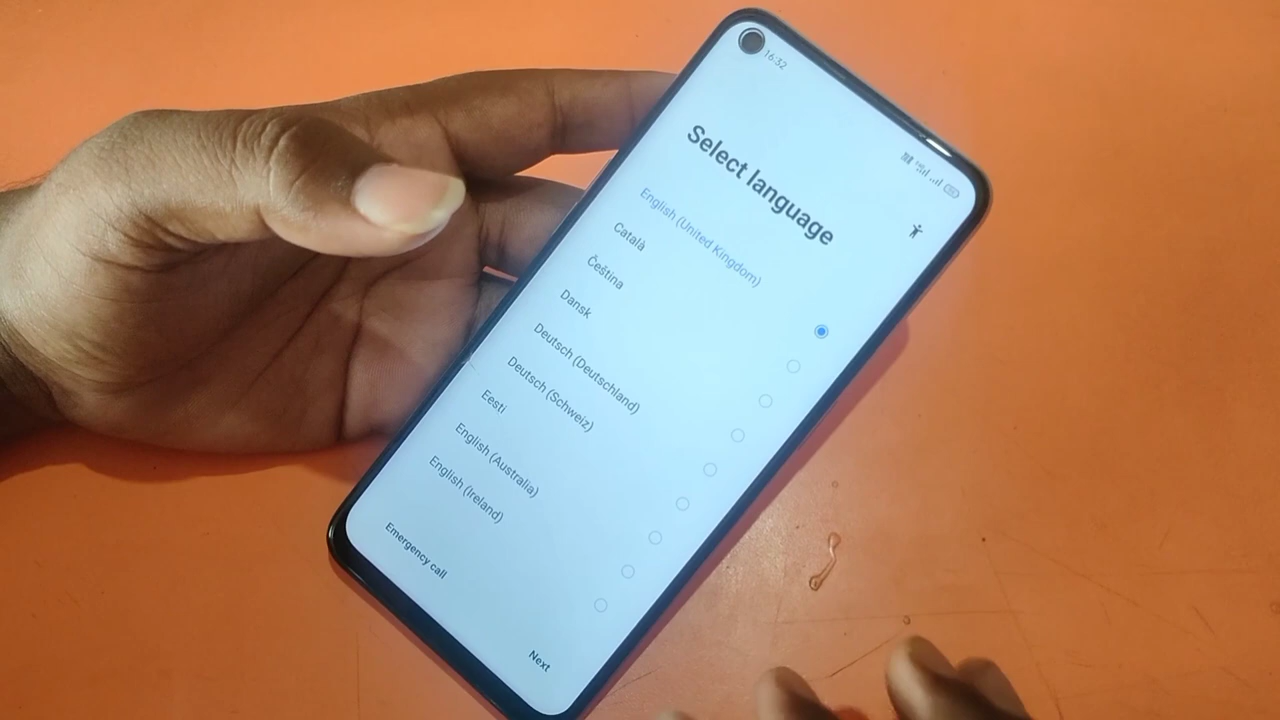 16:32
Select language
English (United Kingdom)
Català
Čeština
Dansk
Deutsch (Deutschland)
Deutsch (Schweiz)
Eesti
English (Australia)
English (Ireland)
Emergency call
Next